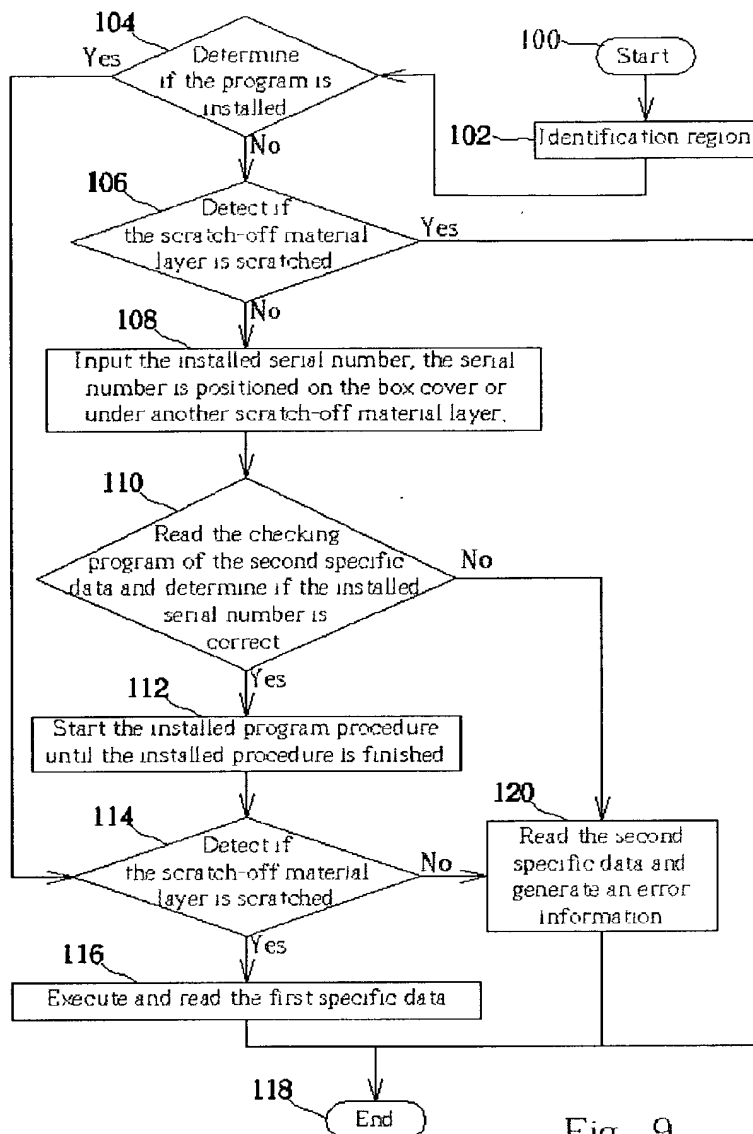 100
Start
102
Identification region
104
Yes
Determine
if the program is
installed
No
106
Detect if
the scratch-off material
layer is scratched
Yes
No
108
Input the installed serial number, the serial
number is positioned on the box cover or
under another scratch-off material layer.
110
Read the checking
program of the second specific
data and determine if the installed
serial number is
correct
No
Yes
112
Start the installed program procedure
until the installed procedure is finished
114
Detect if
the scratch-off material
layer is scratched
No
Yes
120
Read the second
specific data and
generate an error
information
116
Execute and read the first specific data
118
End
Fig. 9